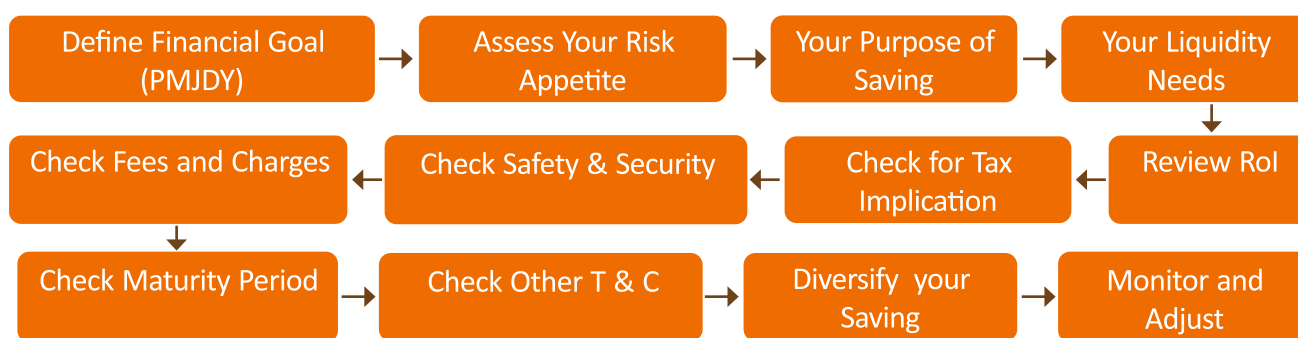 Define Financial Goal
(PMJDY)
Assess Your Risk
Appetite
Your Purpose of
Saving
Your Liquidity
Needs
Review RoI
Check for Tax
Implication
Check Safety & Security
Check Fees and Charges
Check Maturity Period
Check Other T & C
Diversify your
Saving
Monitor and
Adjust